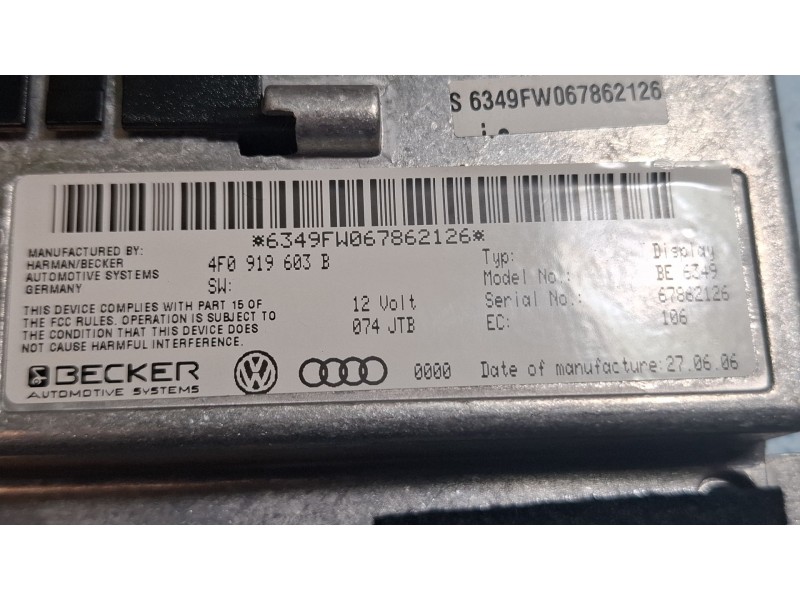 S 6349FW067862126
*6349FW067862126*
MANUFACTURED BY:
HARMAN/BECKER
AUTOMOTIVE SYSTEMS
GERMANY
4F0 919 603 B
SW:
Typ: Display
Model No.: BE 6349
Serial No.: 67862126
EC: 106
12 Volt
074 JTB
THIS DEVICE COMPLIES WITH PART 15 OF
THE FCC RULES. OPERATION IS SUBJECT TO
THE CONDITION THAT THIS DEVICE DOES
NOT CAUSE HARMFUL INTERFERENCE.
BECKER
AUTOMOTIVE SYSTEMS
VW
0000
Date of manufacture: 27.06.06